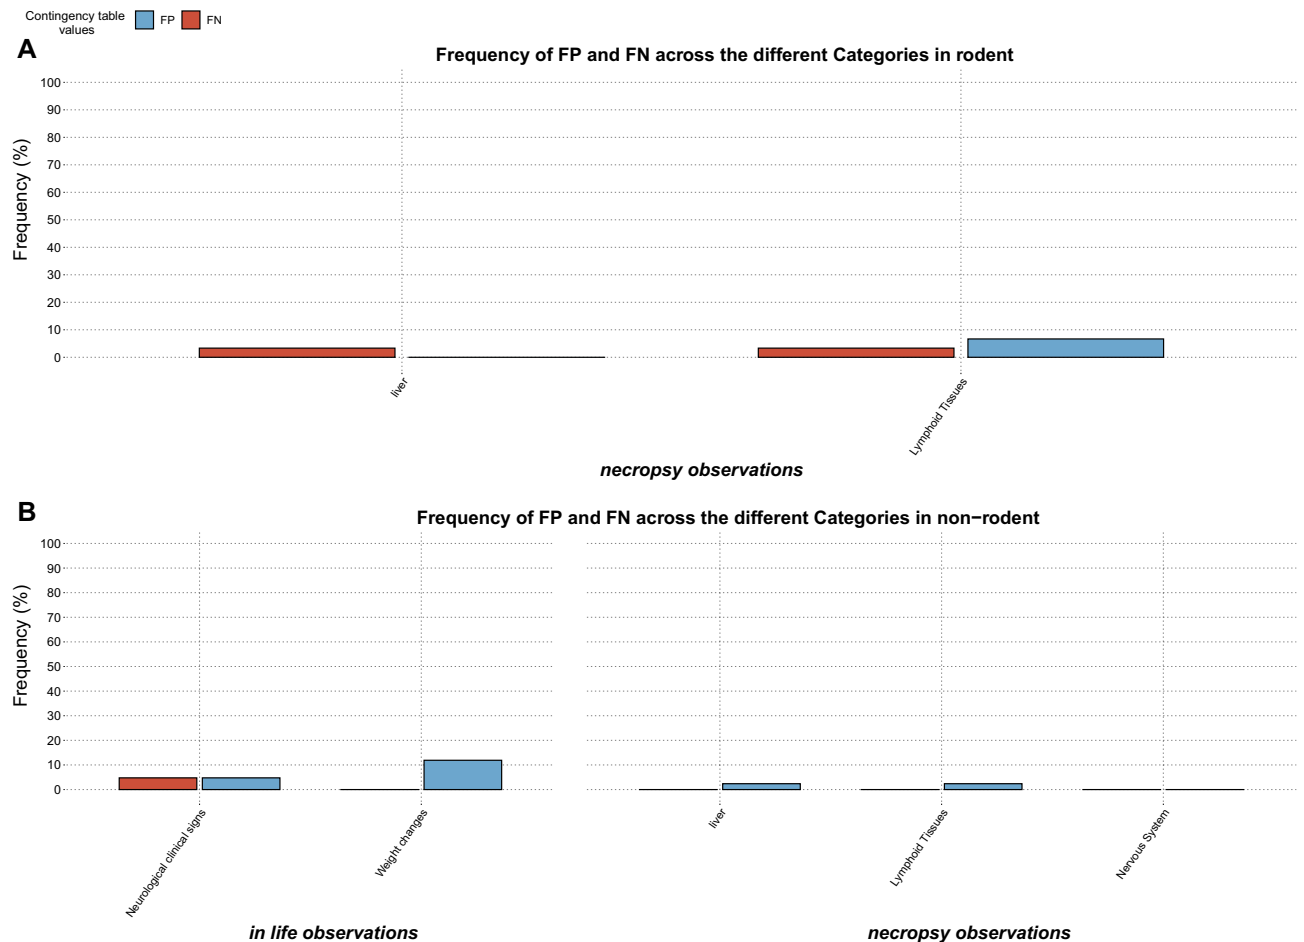 Contingency table
values
FP
FN
A
Frequency of FP and FN across the different Categories in rodent
Frequency (%)
100
90
80
70
60
50
40
30
20
10
0
liver
Lymphoid Tissues
necropsy observations
B
Frequency of FP and FN across the different Categories in non−rodent
Frequency (%)
100
90
80
70
60
50
40
30
20
10
0
Neurological clinical signs
Weight changes
liver
Lymphoid Tissues
Nervous System
in life observations
necropsy observations